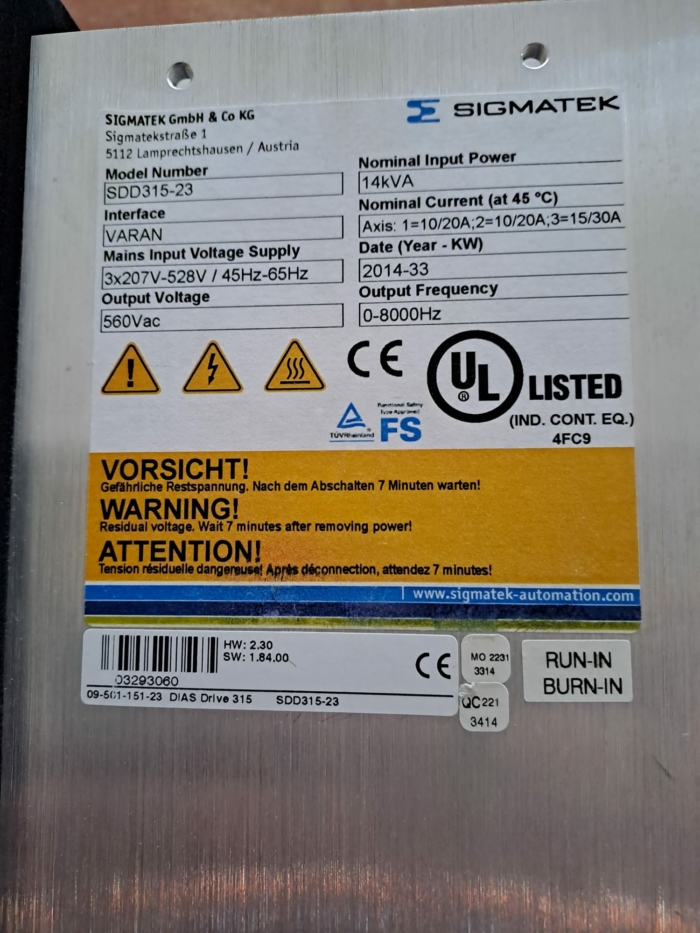 SIGMATEK GmbH & Co KG
Sigmatekstraße 1
5112 Lamprechtshausen / Austria
SIGMATEK
Model Number
SDD315-23
Interface
VARAN
Mains Input Voltage Supply
3x207V-528V / 45Hz-65Hz
Output Voltage
560Vac
Nominal Input Power
14kVA
Nominal Current (at 45 °C)
Axis: 1=10/20A;2=10/20A;3=15/30A
Date (Year - KW)
2014-33
Output Frequency
0-8000Hz
CE
UL
®
LISTED
(IND. CONT. EQ.)
4FC9
TÜVRheinland
®
Functional Safety
Type Approved
FS
VORSICHT!
Gefährliche Restspannung. Nach dem Abschalten 7 Minuten warten!
WARNING!
Residual voltage. Wait 7 minutes after removing power!
ATTENTION!
Tension résiduelle dangereuse! Après déconnection, attendez 7 minutes!
www.sigmatek-automation.com
HW: 2.30
SW: 1.84.00
03293060
CE
09-501-151-23 DIAS Drive 315 SDD315-23
MO 2231
3314
QC221
3414
RUN-IN
BURN-IN